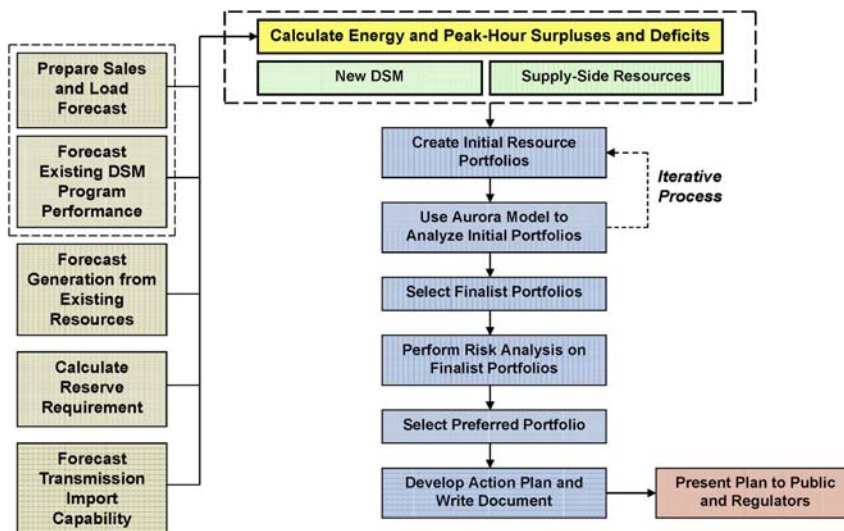 Calculate Energy and Peak-Hour Surpluses and Deficits
New DSM
Supply-Side Resources
Prepare Sales
and Load
Forecast
Forecast
Existing DSM
Program
Performance
Forecast
Generation from
Existing
Resources
Calculate
Reserve
Requirement
Forecast
Transmission
Import
Capability
Create Initial Resource
Portfolios
Iterative
Process
Use Aurora Model to
Analyze Initial Portfolios
Select Finalist Portfolios
Perform Risk Analysis on
Finalist Portfolios
Select Preferred Portfolio
Develop Action Plan and
Write Document
Present Plan to Public
and Regulators